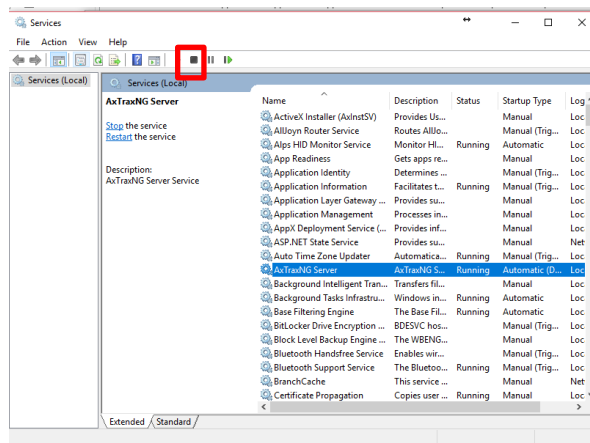 Services
File Action View Help
Services (Local)
Services (Local)
AxTraxNG Server
Stop the service
Restart the service
Description:
AxTraxNG Server Service
Name Description Status Startup Type Log
ActiveX Installer (AxInstSV) Provides Us... Manual Loc
AllJoyn Router Service Routes AllJo... Manual (Trig... Loc
Alps HID Monitor Service Monitor HI... Running Automatic Loc
App Readiness Gets apps re... Manual Loc
Application Identity Determines ... Manual (Trig... Loc
Application Information Facilitates t... Running Manual (Trig... Loc
Application Layer Gateway ... Provides su... Manual Loc
Application Management Processes in... Manual Loc
AppX Deployment Service (... Provides inf... Manual Loc
ASP.NET State Service Provides su... Manual Net
Auto Time Zone Updater Automatica... Running Manual (Trig... Loc
AxTraxNG Server AxTraxNG S... Running Automatic (D... Loc
Background Intelligent Tran... Transfers fil... Manual Loc
Background Tasks Infrastru... Windows in... Running Automatic Loc
Base Filtering Engine The Base Fil... Running Automatic Loc
BitLocker Drive Encryption ... BDESVC hos... Manual (Trig... Loc
Block Level Backup Engine ... The WBENG... Manual Loc
Bluetooth Handsfree Service Enables wir... Manual (Trig... Loc
Bluetooth Support Service The Bluetoo... Running Manual (Trig... Loc
BranchCache This service ... Manual Net
Certificate Propagation Copies user ... Running Manual Loc
Extended Standard